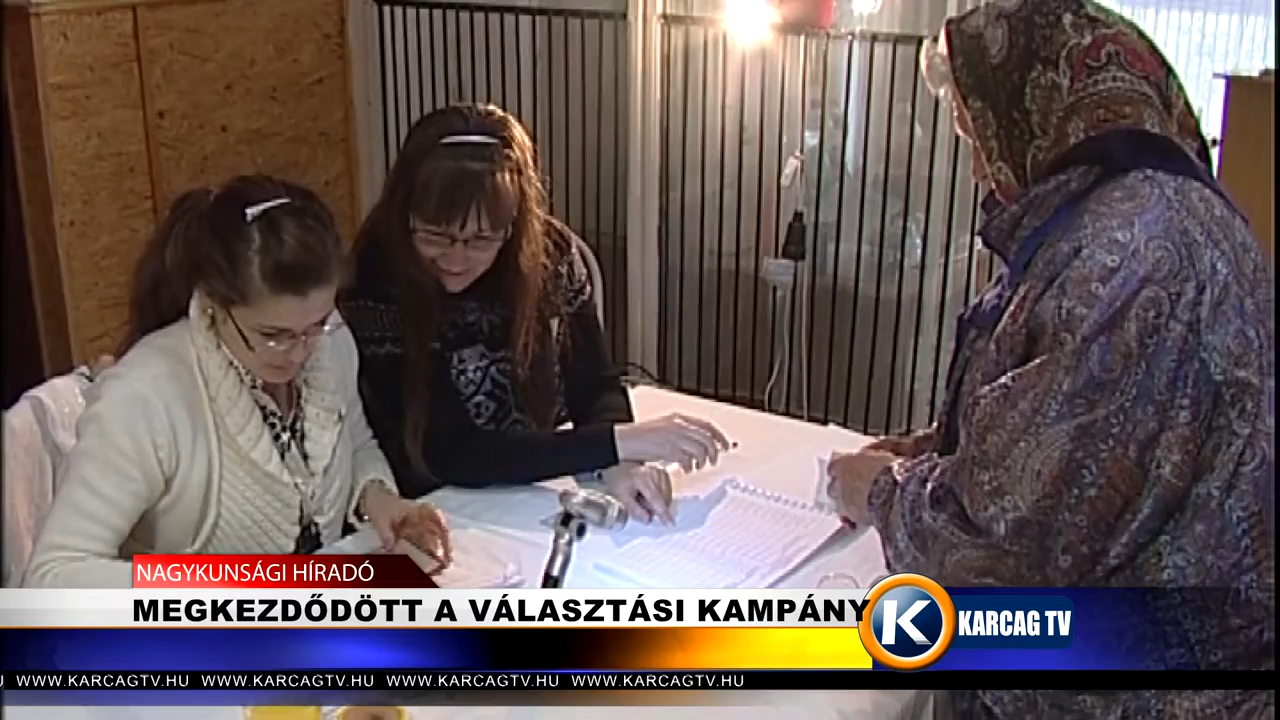 NAGYKUNSÁGI HÍRADÓ
MEGKEZDŐDÖTT A VÁLASZTÁSI KAMPÁNY
K KARCAG TV
WWW.KARCAGTV.HU WWW.KARCAGTV.HU WWW.KARCAGTV.HU WWW.KARCAGTV.HU